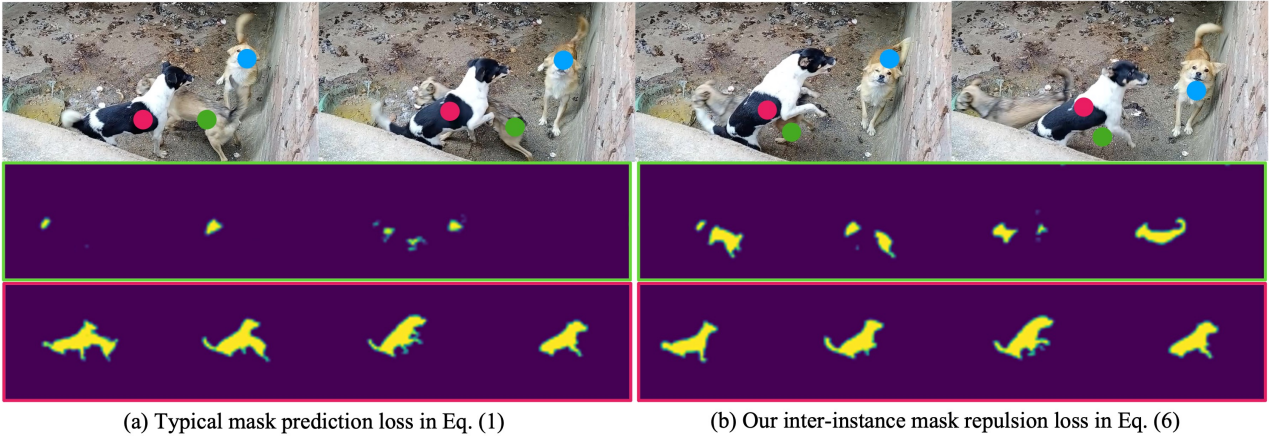 (a) Typical mask prediction loss in Eq. (1)
(b) Our inter-instance mask repulsion loss in Eq. (6)